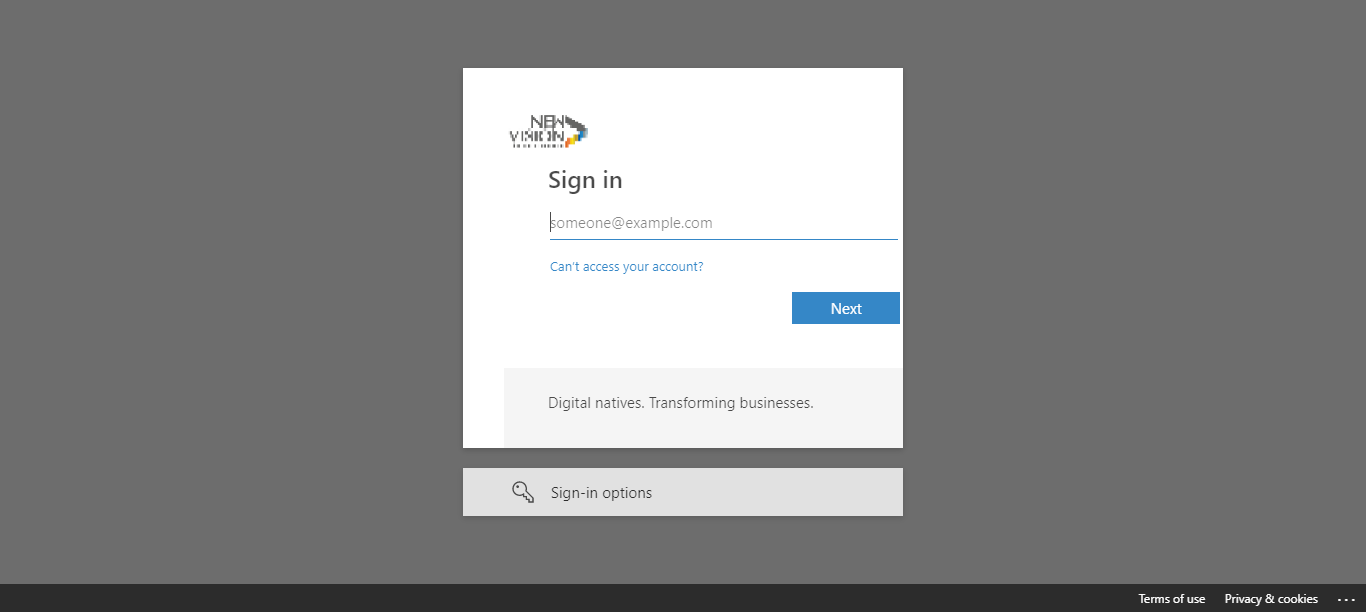 NEW
VISION
Sign in
someone@example.com
Can't access your account?
Next
Digital natives. Transforming businesses.
Sign-in options
Terms of use Privacy & cookies ...